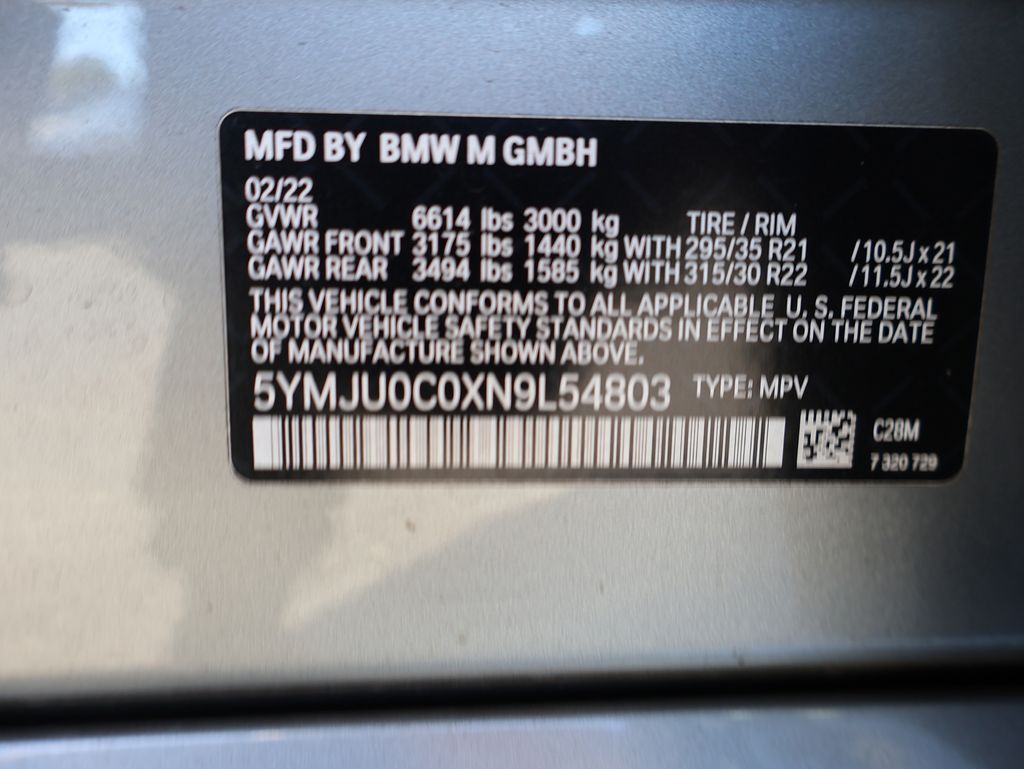 MFD BY BMW M GMBH
02/22
GVWR 6614 lbs 3000 kg TIRE / RIM
GAWR FRONT 3175 lbs 1440 kg WITH 295/35 R21 /10.5J x 21
GAWR REAR 3494 lbs 1585 kg WITH 315/30 R22 /11.5J x 22
THIS VEHICLE CONFORMS TO ALL APPLICABLE U. S. FEDERAL
MOTOR VEHICLE SAFETY STANDARDS IN EFFECT ON THE DATE
OF MANUFACTURE SHOWN ABOVE.
5YMJU0C0XN9L54803 TYPE: MPV
C28M
7 320 729